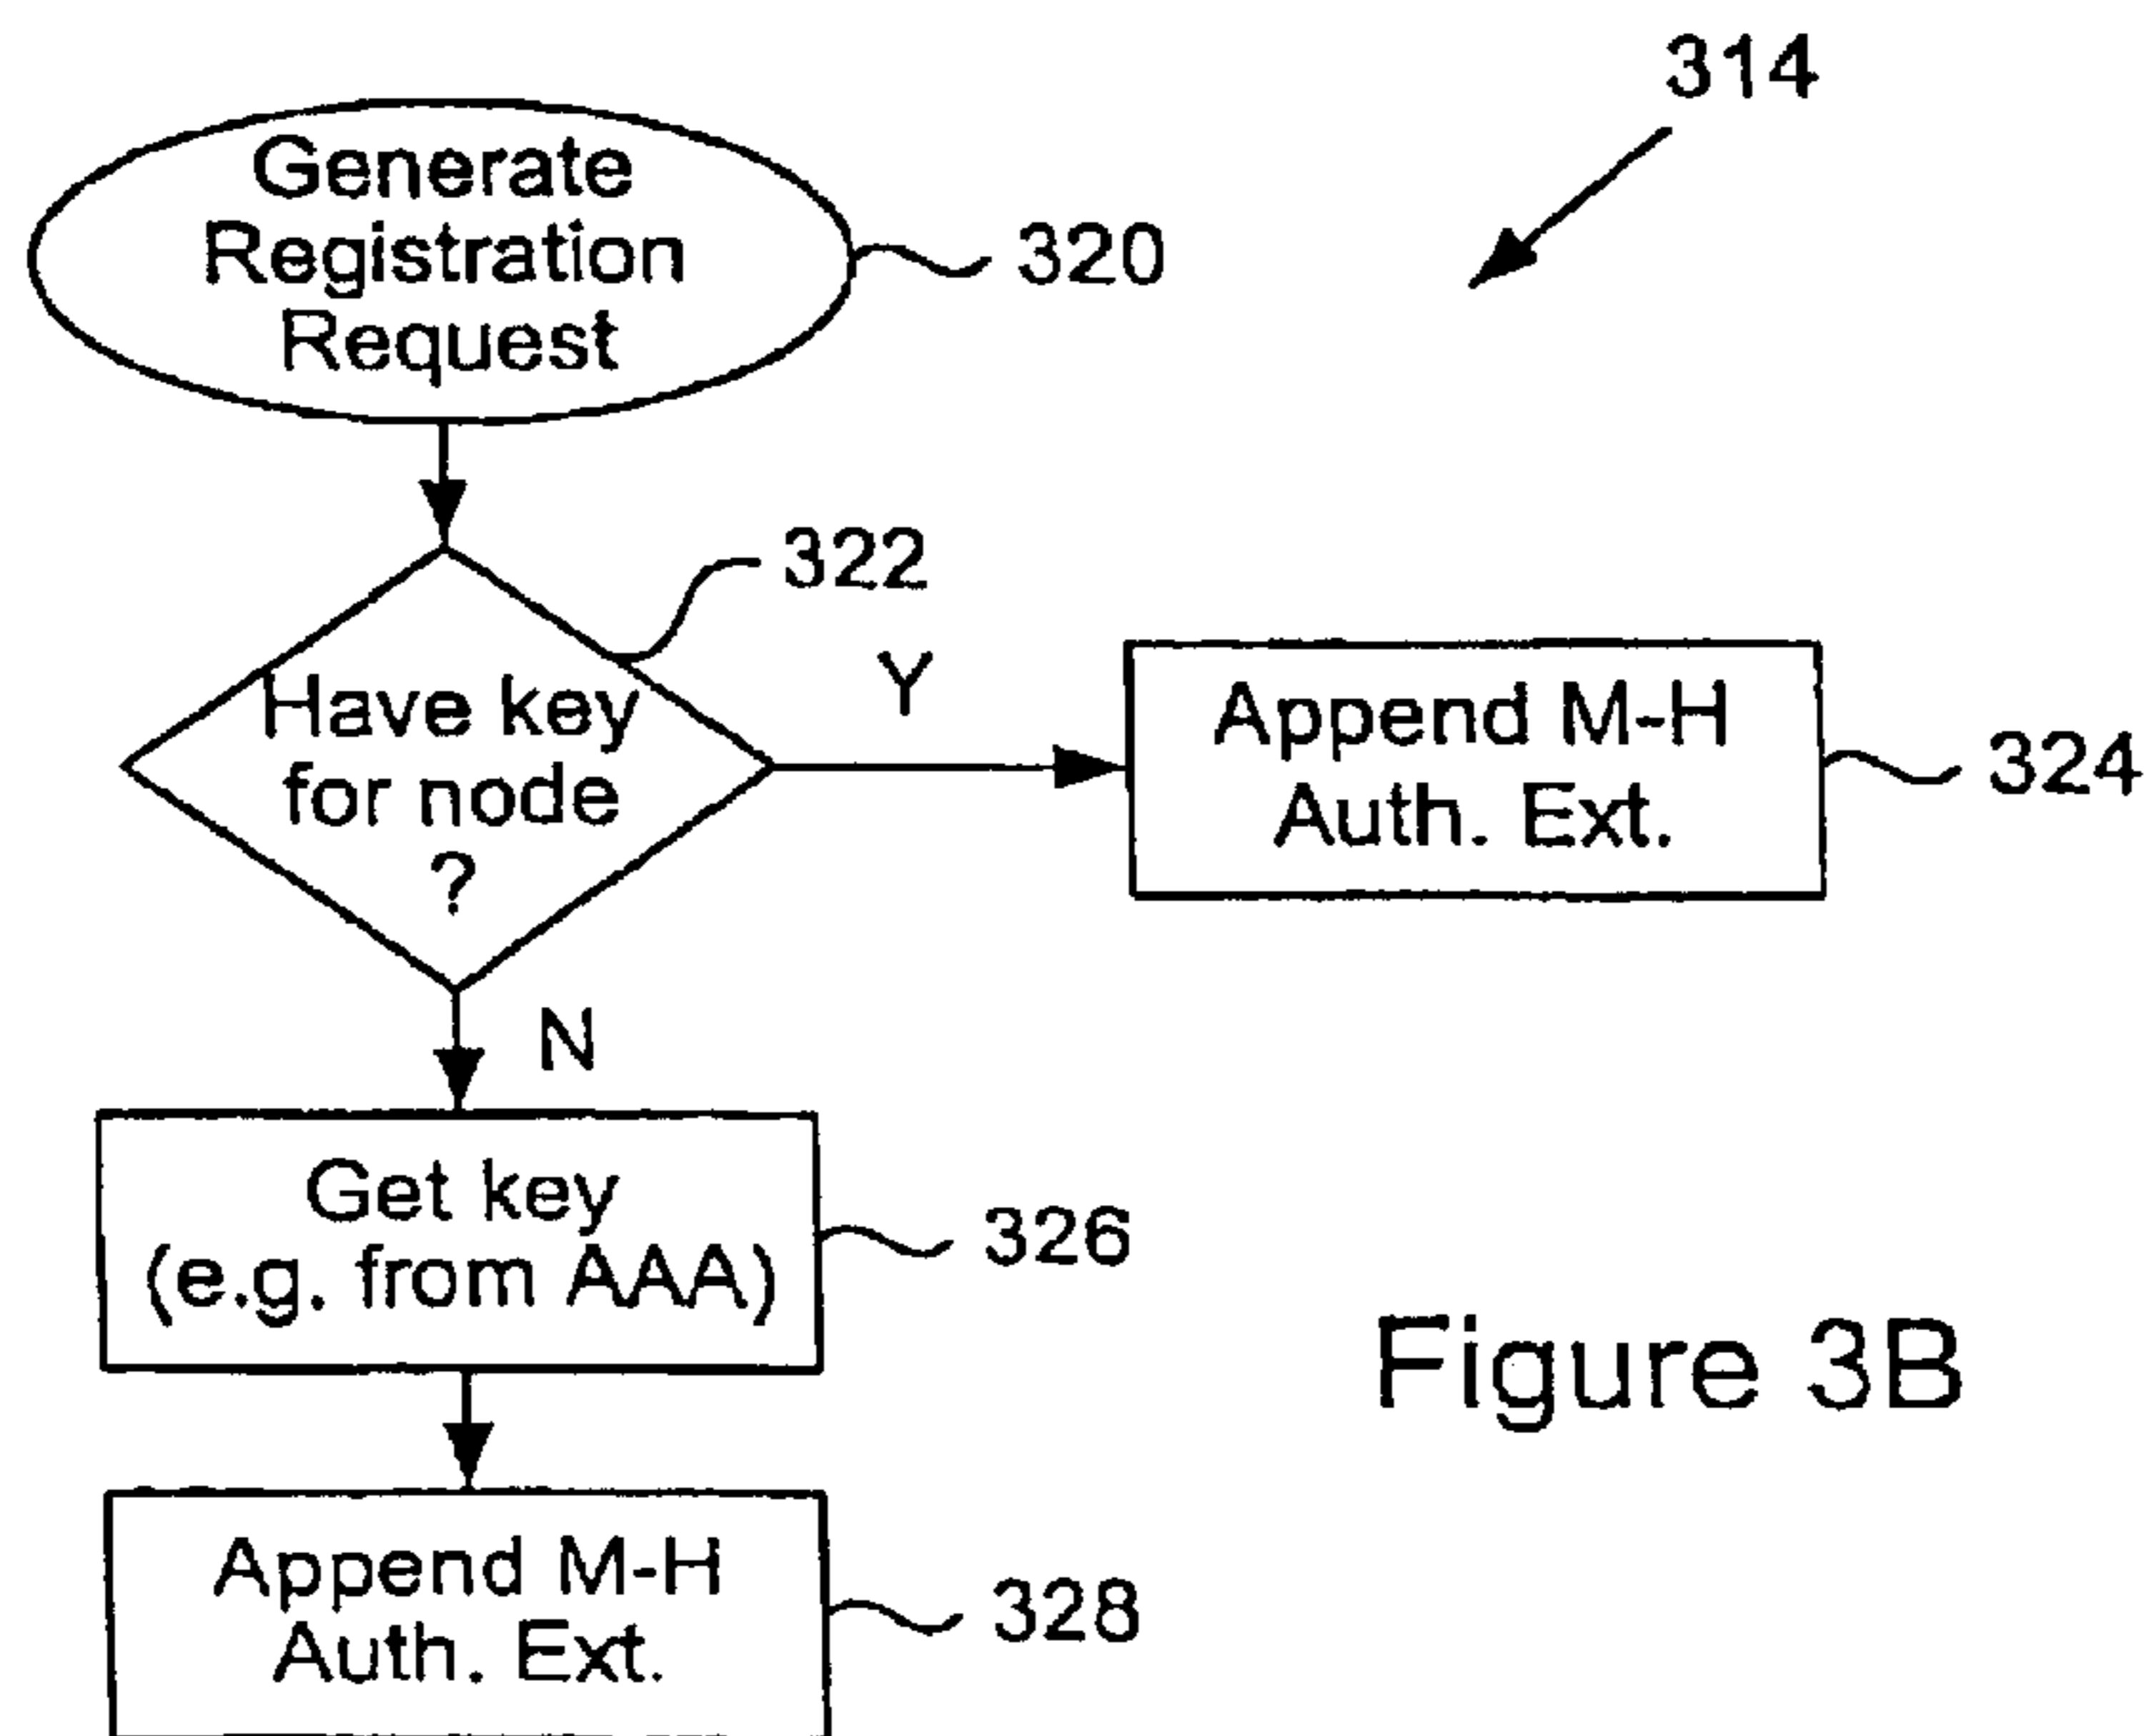 314
Generate
Registration
Request
320
322
Have key
for node
?
Y
Append M-H
Auth. Ext.
324
N
Get key
(e.g. from AAA)
326
Figure 3B
Append M-H
Auth. Ext.
328